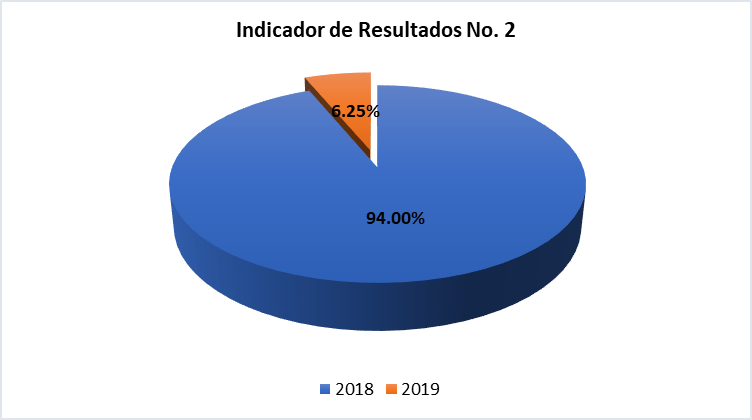 Indicador de Resultados No. 2
6.25%
94.00%
2018 2019